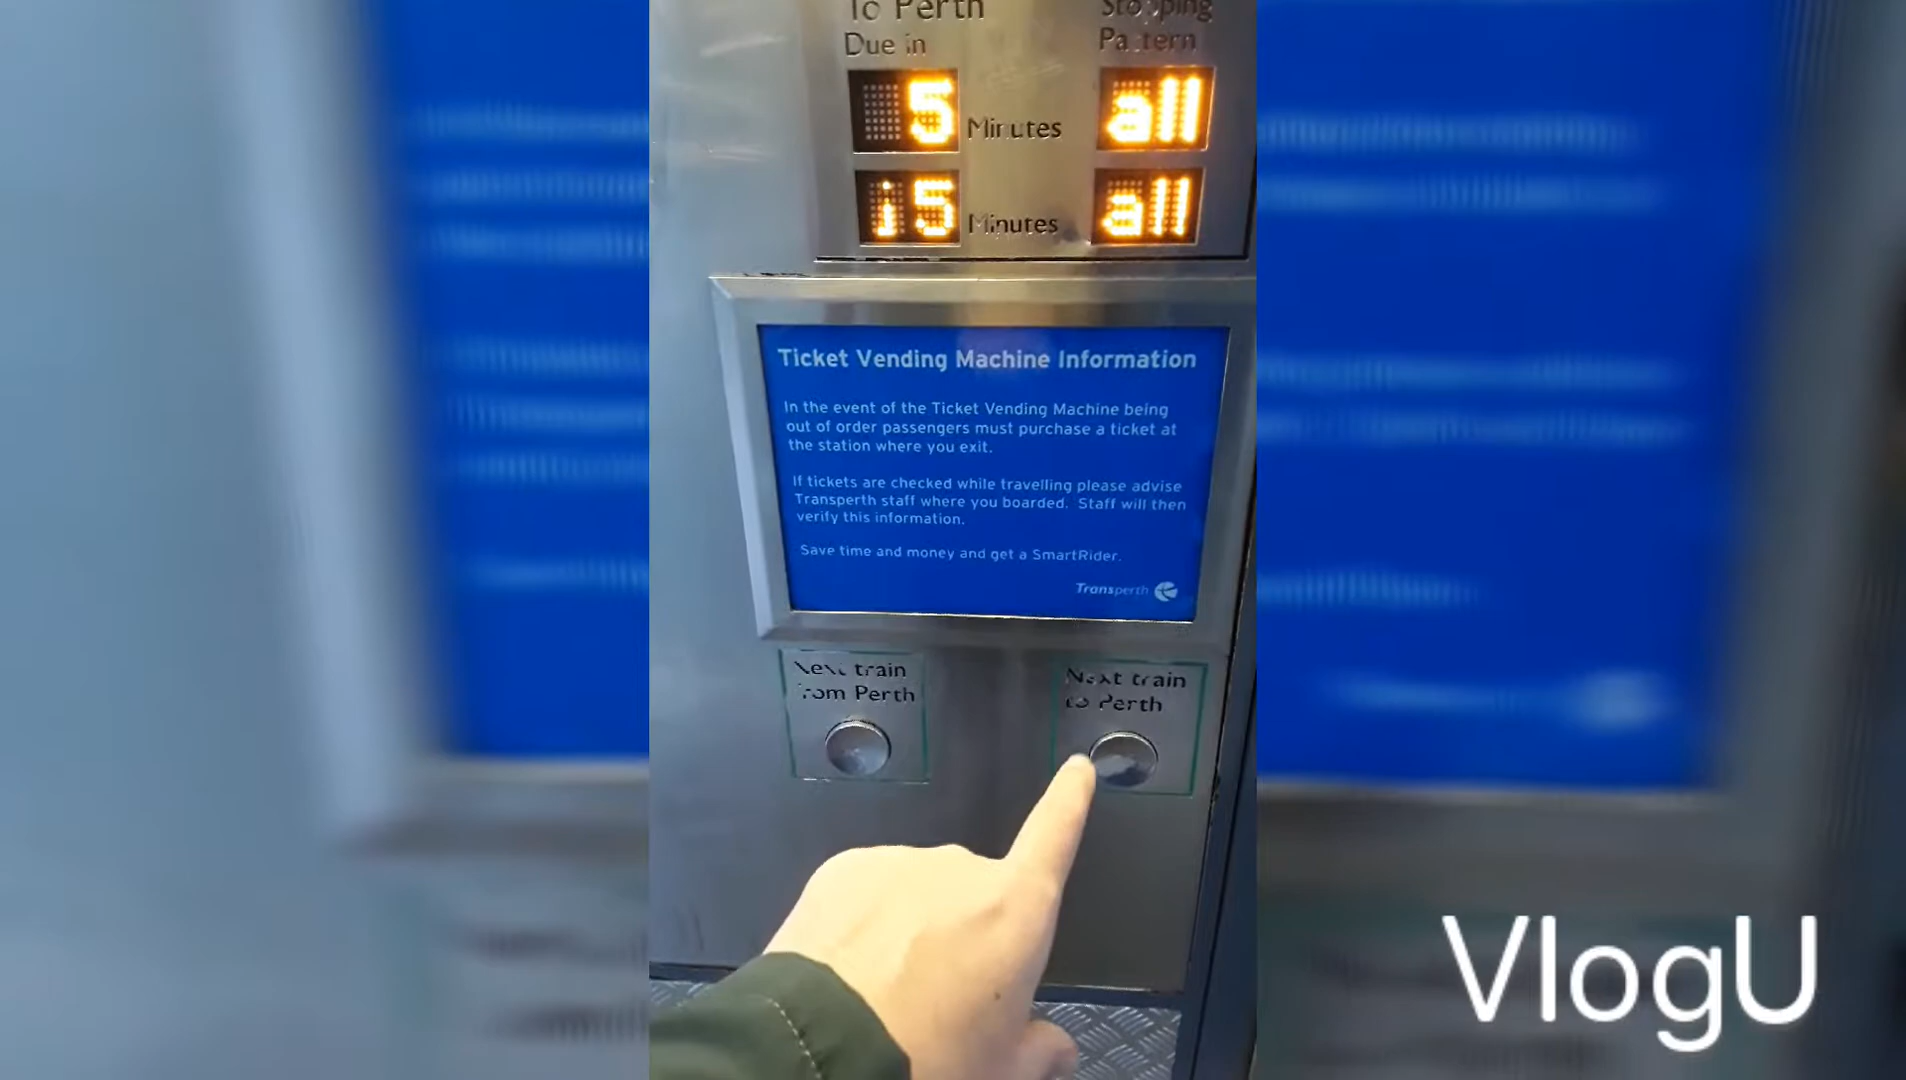 To Perth
Stopping
Due in
Pattern
5 Minutes all
15 Minutes all
Ticket Vending Machine Information
In the event of the Ticket Vending Machine being
out of order passengers must purchase a ticket at
the station where you exit.
If tickets are checked while travelling please advise
Transperth staff where you boarded. Staff will then
verify this information.
Save time and money and get a SmartRider.
Transperth
Next train
from Perth
Next train
to Perth
VlogU